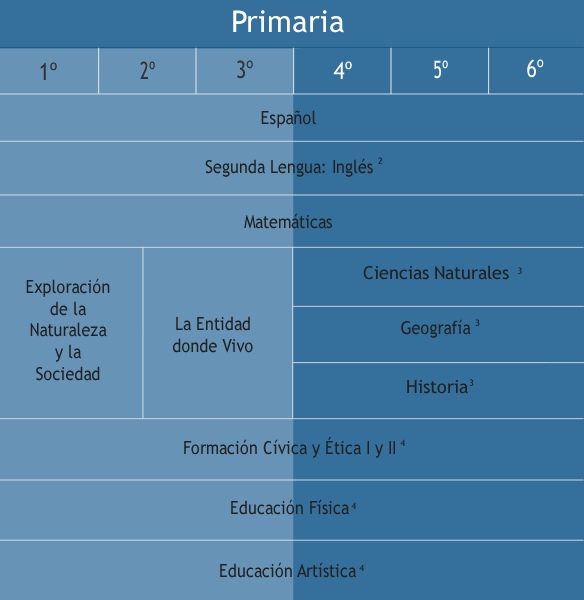 Primaria
1º 2º 3º 4º 5º 6º
Español
Segunda Lengua: Inglés 2
Matemáticas
Exploración
de la
Naturaleza
y la
Sociedad
La Entidad
donde Vivo
Ciencias Naturales 3
Geografía 3
Historia 3
Formación Cívica y Ética I y II 4
Educación Física 4
Educación Artística 4